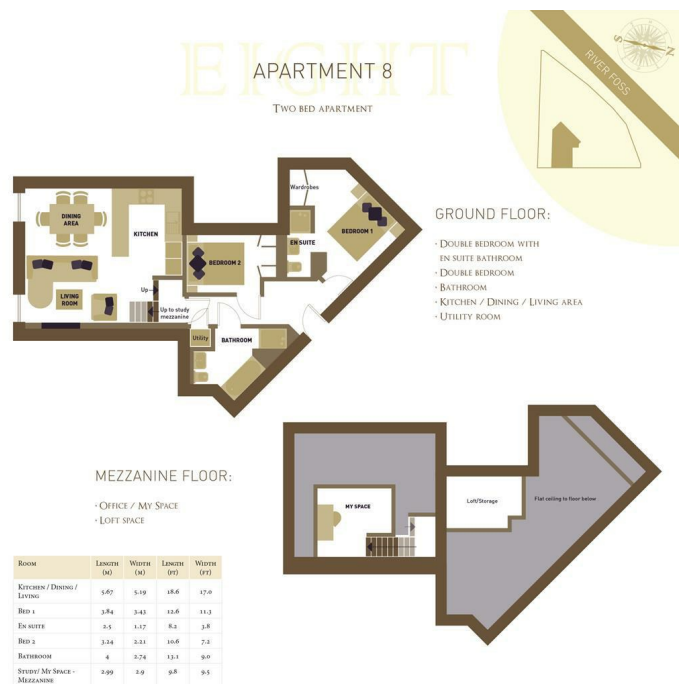 EIGHT
APARTMENT 8
Two bed apartment
RIVER FOSS
S
N
Wardrobes
DINING
AREA
KITCHEN
BEDROOM 1
EN SUITE
BEDROOM 2
LIVING
ROOM
Up
Up to study
mezzanine
Utility
BATHROOM
GROUND FLOOR:
· Double bedroom with
en suite bathroom
· Double bedroom
· Bathroom
· Kitchen / Dining / Living area
· Utility room
MEZZANINE FLOOR:
· Office / My Space
· Loft space
MY SPACE
Loft/Storage
Flat ceiling to floor below
Room Length (m) Width (m) Length (ft) Width (ft)
Kitchen / Dining / Living 5.67 5.19 18.6 17.0
Bed 1 3.84 3.43 12.6 11.3
En suite 2.5 1.17 8.2 3.8
Bed 2 3.24 2.21 10.6 7.2
Bathroom 4 2.74 13.1 9.0
Study/ My Space - Mezzanine 2.99 2.9 9.8 9.5